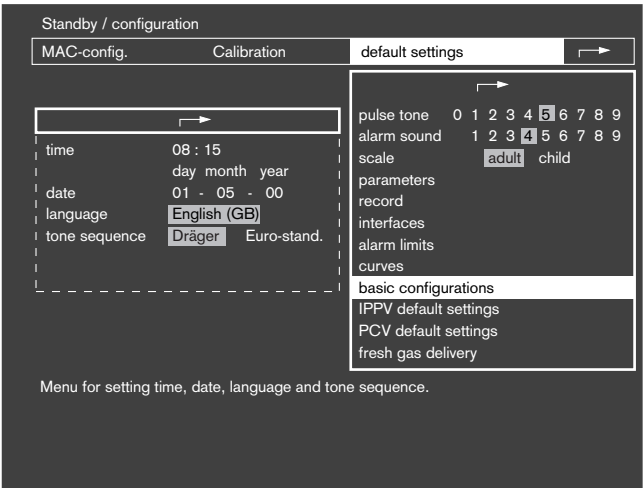 Standby / configuration
MAC-config. Calibration default settings
time 08 : 15
day month year
date 01 - 05 - 00
language English (GB)
tone sequence Dräger Euro-stand.
pulse tone 0 1 2 3 4 5 6 7 8 9
alarm sound 1 2 3 4 5 6 7 8 9
scale adult child
parameters
record
interfaces
alarm limits
curves
basic configurations
IPPV default settings
PCV default settings
fresh gas delivery
Menu for setting time, date, language and tone sequence.